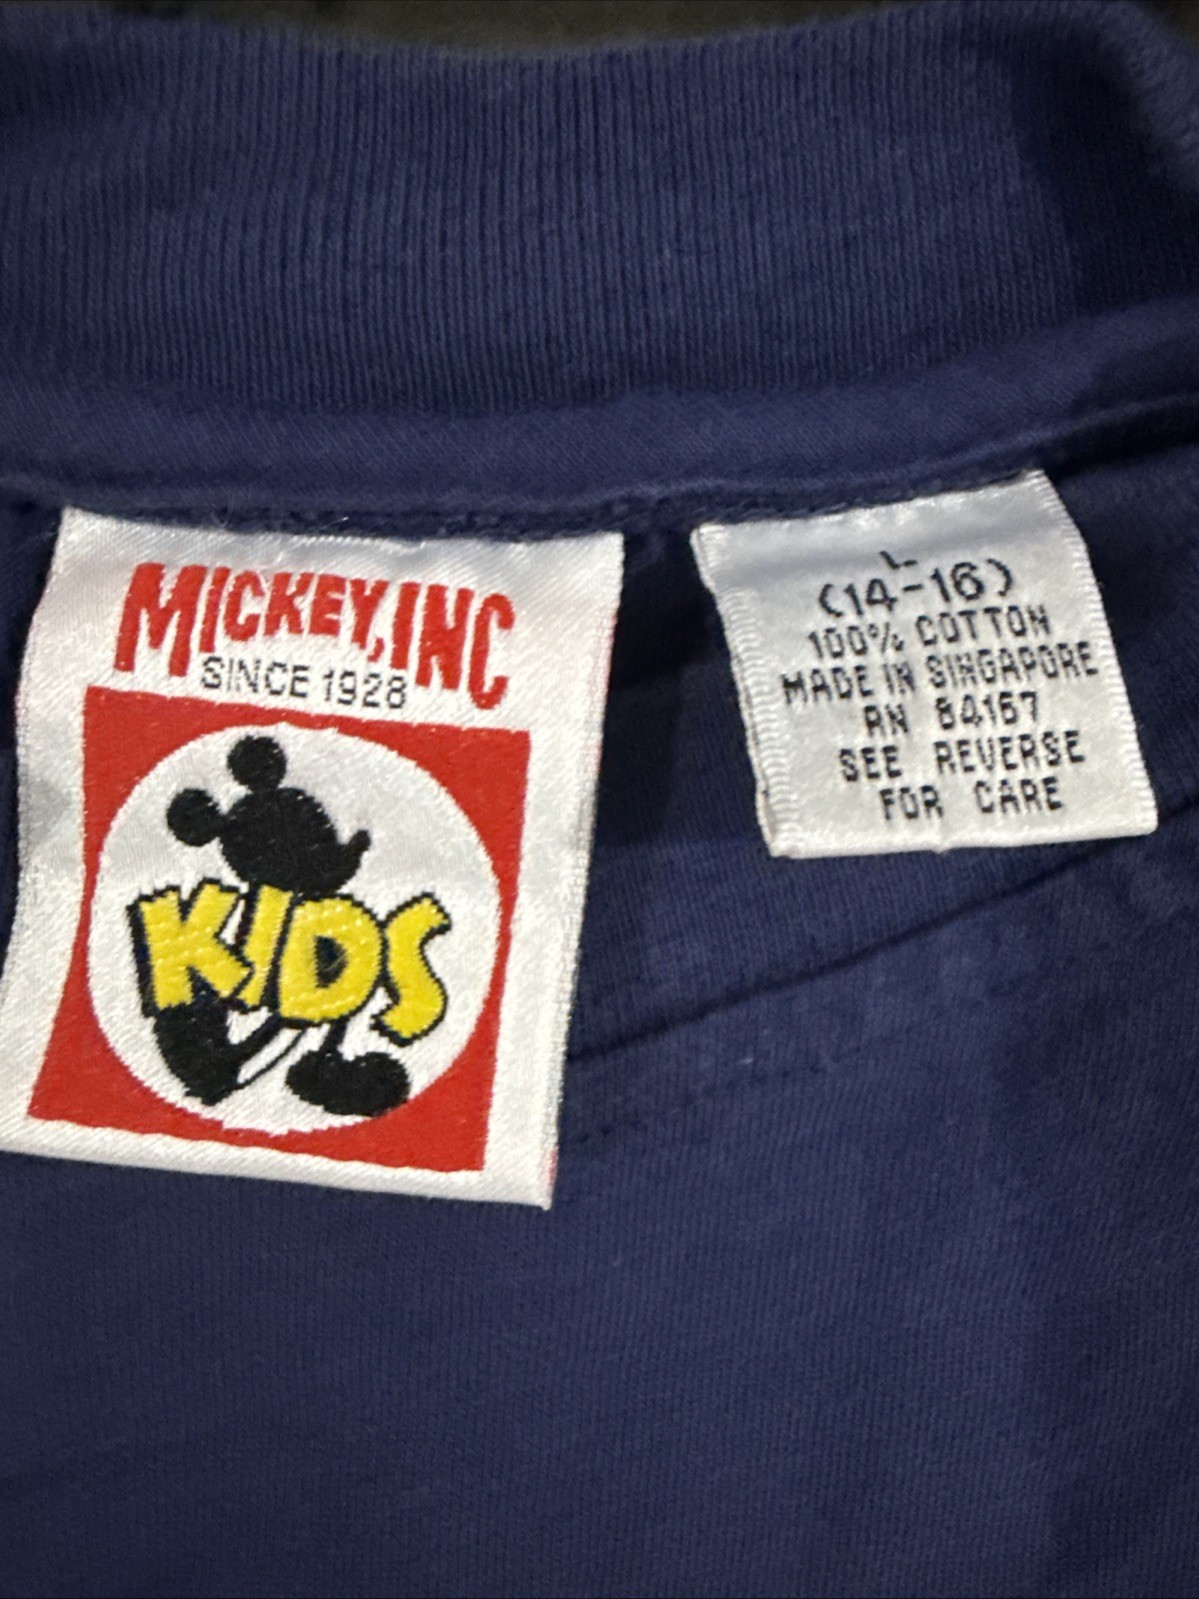 MICKEY, INC
SINCE 1928
KIDS
L
(14-16)
100% COTTON
MADE IN SINGAPORE
RN 84167
SEE REVERSE
FOR CARE